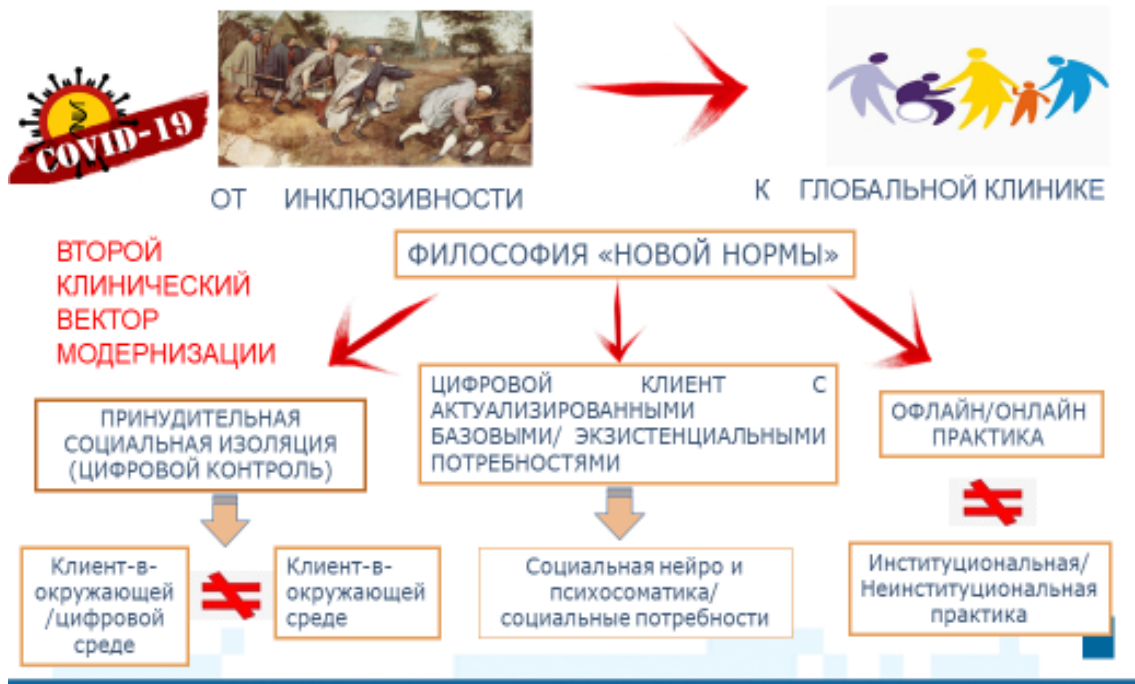 COVID-19
ОТ ИНКЛЮЗИВНОСТИ
К ГЛОБАЛЬНОЙ КЛИНИКЕ
ВТОРОЙ
КЛИНИЧЕСКИЙ
ВЕКТОР
МОДЕРНИЗАЦИИ
ФИЛОСОФИЯ «НОВОЙ НОРМЫ»
ПРИНУДИТЕЛЬНАЯ
СОЦИАЛЬНАЯ ИЗОЛЯЦИЯ
(ЦИФРОВОЙ КОНТРОЛЬ)
ЦИФРОВОЙ КЛИЕНТ С
АКТУАЛИЗИРОВАННЫМИ
БАЗОВЫМИ/ ЭКЗИСТЕНЦИАЛЬНЫМИ
ПОТРЕБНОСТЯМИ
ОФЛАЙН/ОНЛАЙН
ПРАКТИКА
Клиент-в-
окружающей
/цифровой
среде
≠
Клиент-в-
окружающей
среде
Социальная нейро и
психосоматика/
социальные потребности
≠
Институциональная/
Неинституциональная
практика